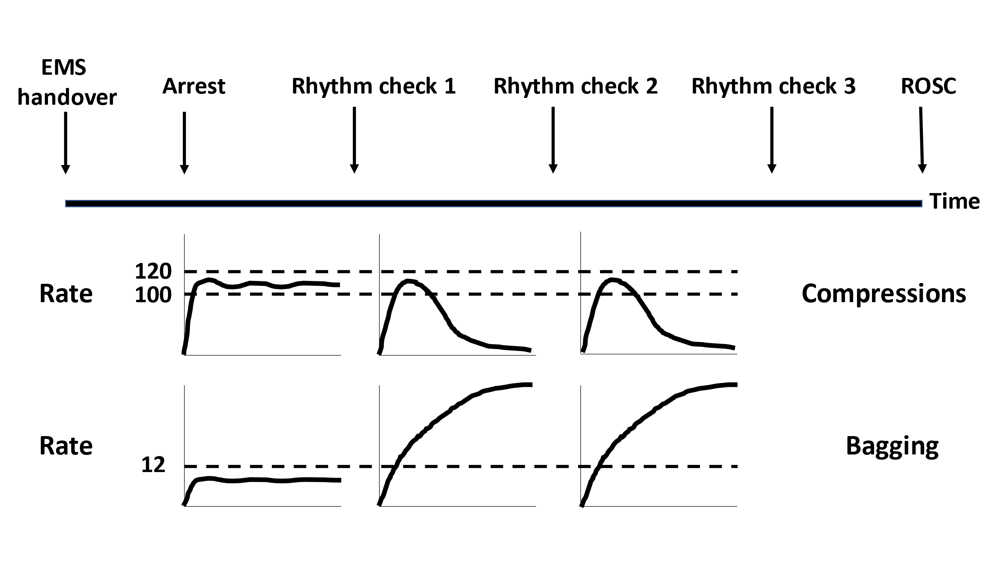 EMS
handover
Arrest
Rhythm check 1
Rhythm check 2
Rhythm check 3
ROSC
Time
120
Rate
100
Compressions
Rate
12
Bagging